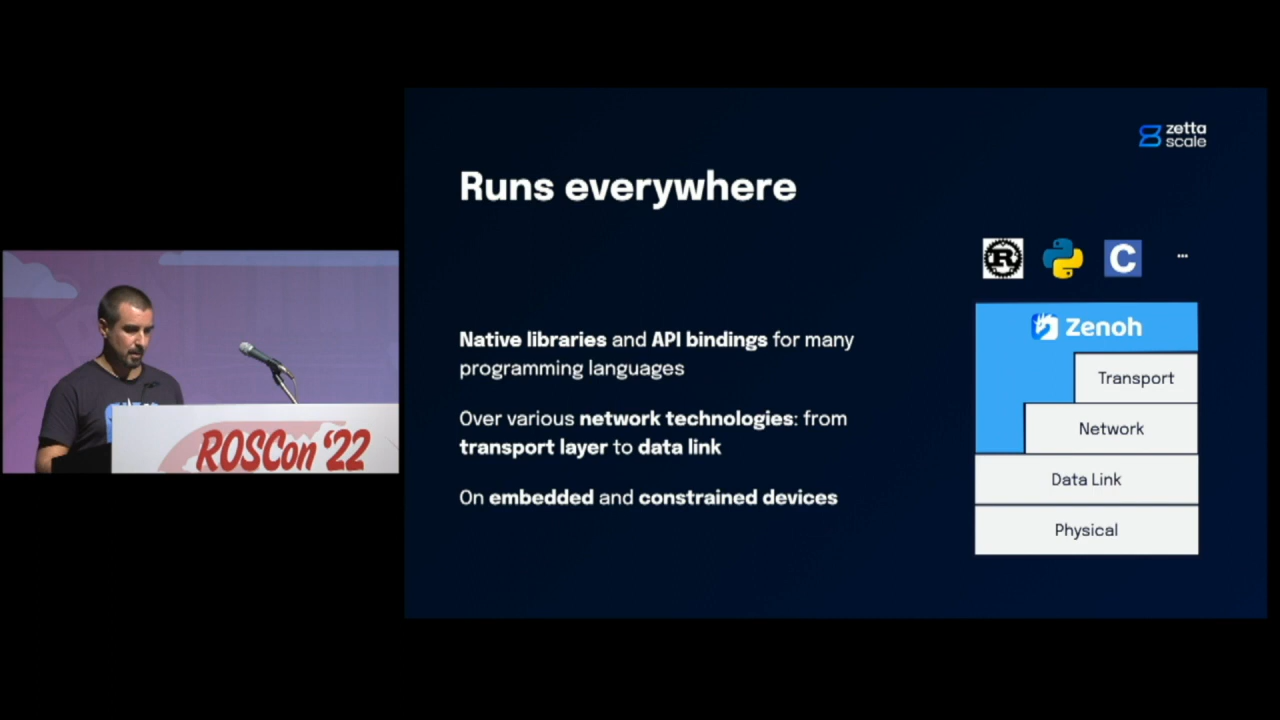 zetta
scale
Runs everywhere
R
C
...
Zenoh
Native libraries and API bindings for many
programming languages
Transport
Over various network technologies: from
transport layer to data link
Network
Data Link
On embedded and constrained devices
Physical
ROSCon '22